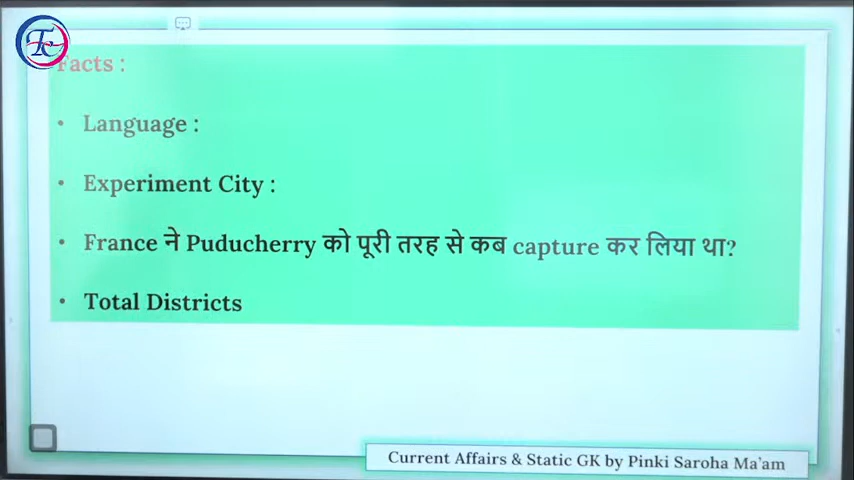 Facts :
• Language :
• Experiment City :
• France ने Puducherry को पूरी तरह से कब capture कर लिया था?
• Total Districts
Current Affairs & Static GK by Pinki Saroha Ma'am